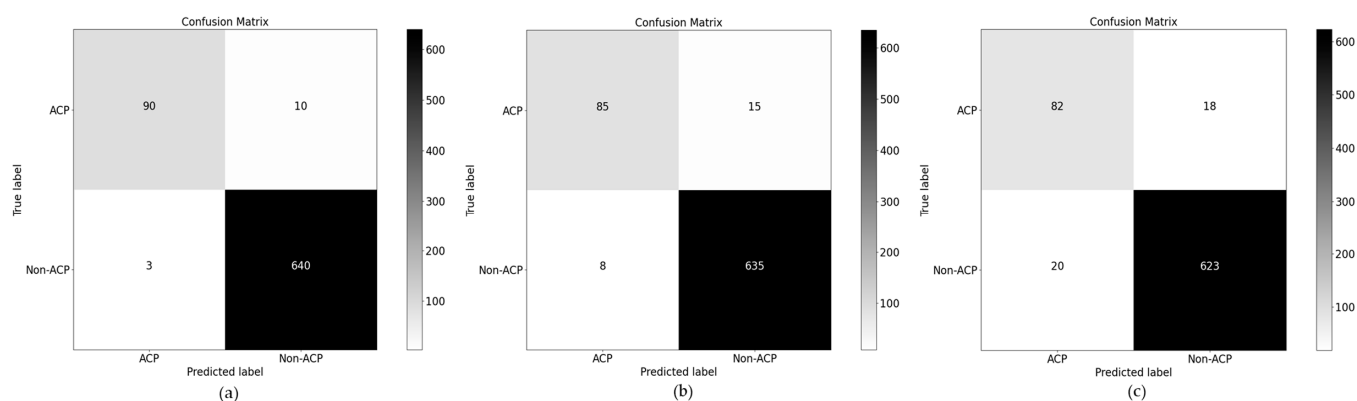 Confusion Matrix
ACP
90
10
Non-ACP
3
640
ACP
Non-ACP
True label
Predicted label
600
500
400
300
200
100
(a)
Confusion Matrix
ACP
85
15
Non-ACP
8
635
ACP
Non-ACP
True label
Predicted label
600
500
400
300
200
100
(b)
Confusion Matrix
ACP
82
18
Non-ACP
20
623
ACP
Non-ACP
True label
Predicted label
600
500
400
300
200
100
(c)